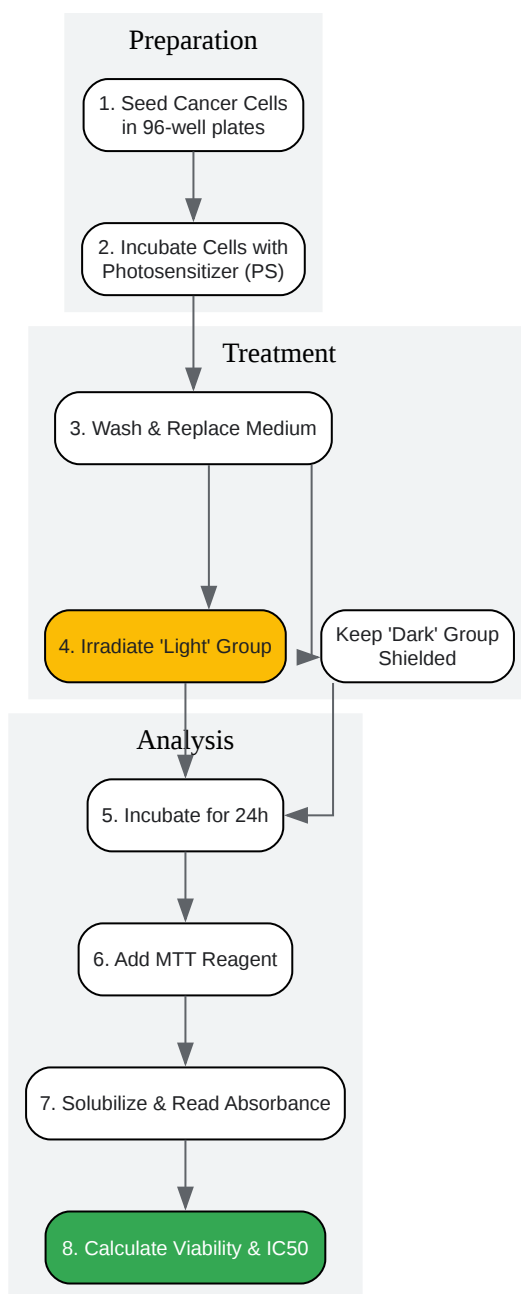 Preparation
1. Seed Cancer Cells
in 96-well plates
2. Incubate Cells with
Photosensitizer (PS)
Treatment
3. Wash & Replace Medium
4. Irradiate 'Light' Group
Keep 'Dark' Group
Shielded
Analysis
5. Incubate for 24h
6. Add MTT Reagent
7. Solubilize & Read Absorbance
8. Calculate Viability & IC50